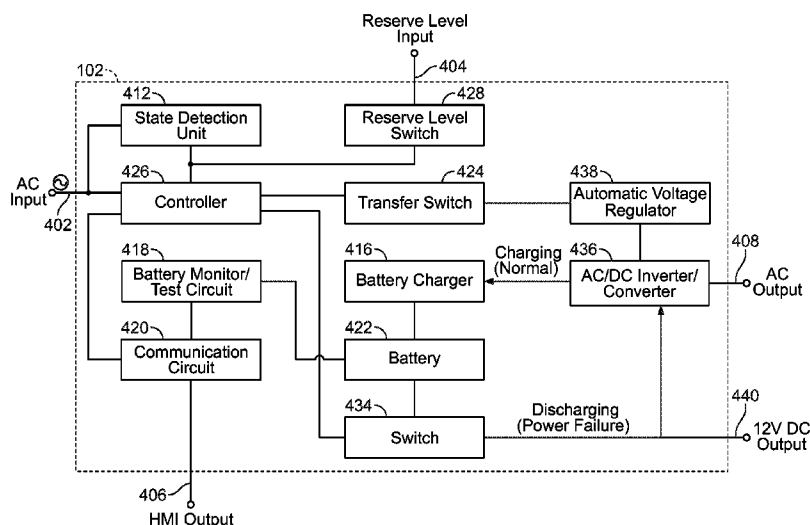 Reserve Level
Input
404
102
412
State Detection
Unit
428
Reserve Level
Switch
AC
Input
402
426
Controller
424
Transfer Switch
438
Automatic Voltage
Regulator
418
Battery Monitor/
Test Circuit
416
Battery Charger
Charging
(Normal)
436
AC/DC Inverter/
Converter
408
AC
Output
420
Communication
Circuit
422
Battery
434
Switch
Discharging
(Power Failure)
440
12V DC
Output
406
HMI Output